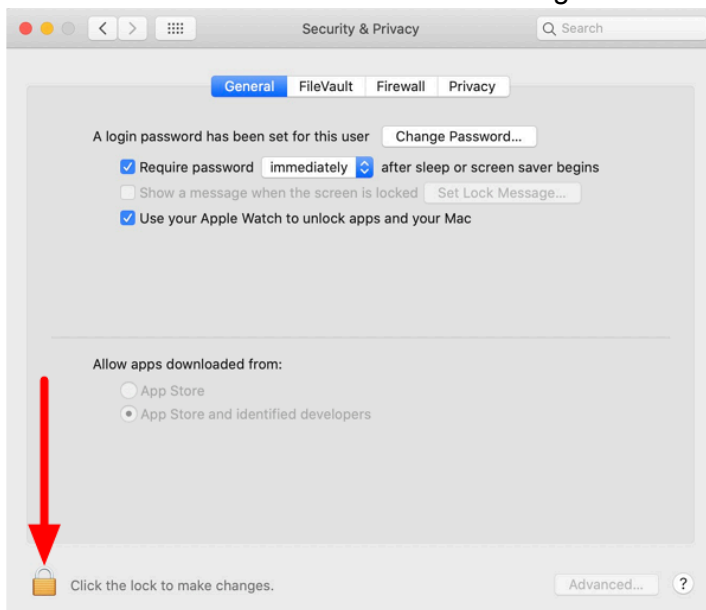 Security & Privacy
Search
General FileVault Firewall Privacy
A login password has been set for this user Change Password...
Require password immediately after sleep or screen saver begins
Show a message when the screen is locked Set Lock Message...
Use your Apple Watch to unlock apps and your Mac
Allow apps downloaded from:
App Store
App Store and identified developers
Click the lock to make changes.
Advanced... ?